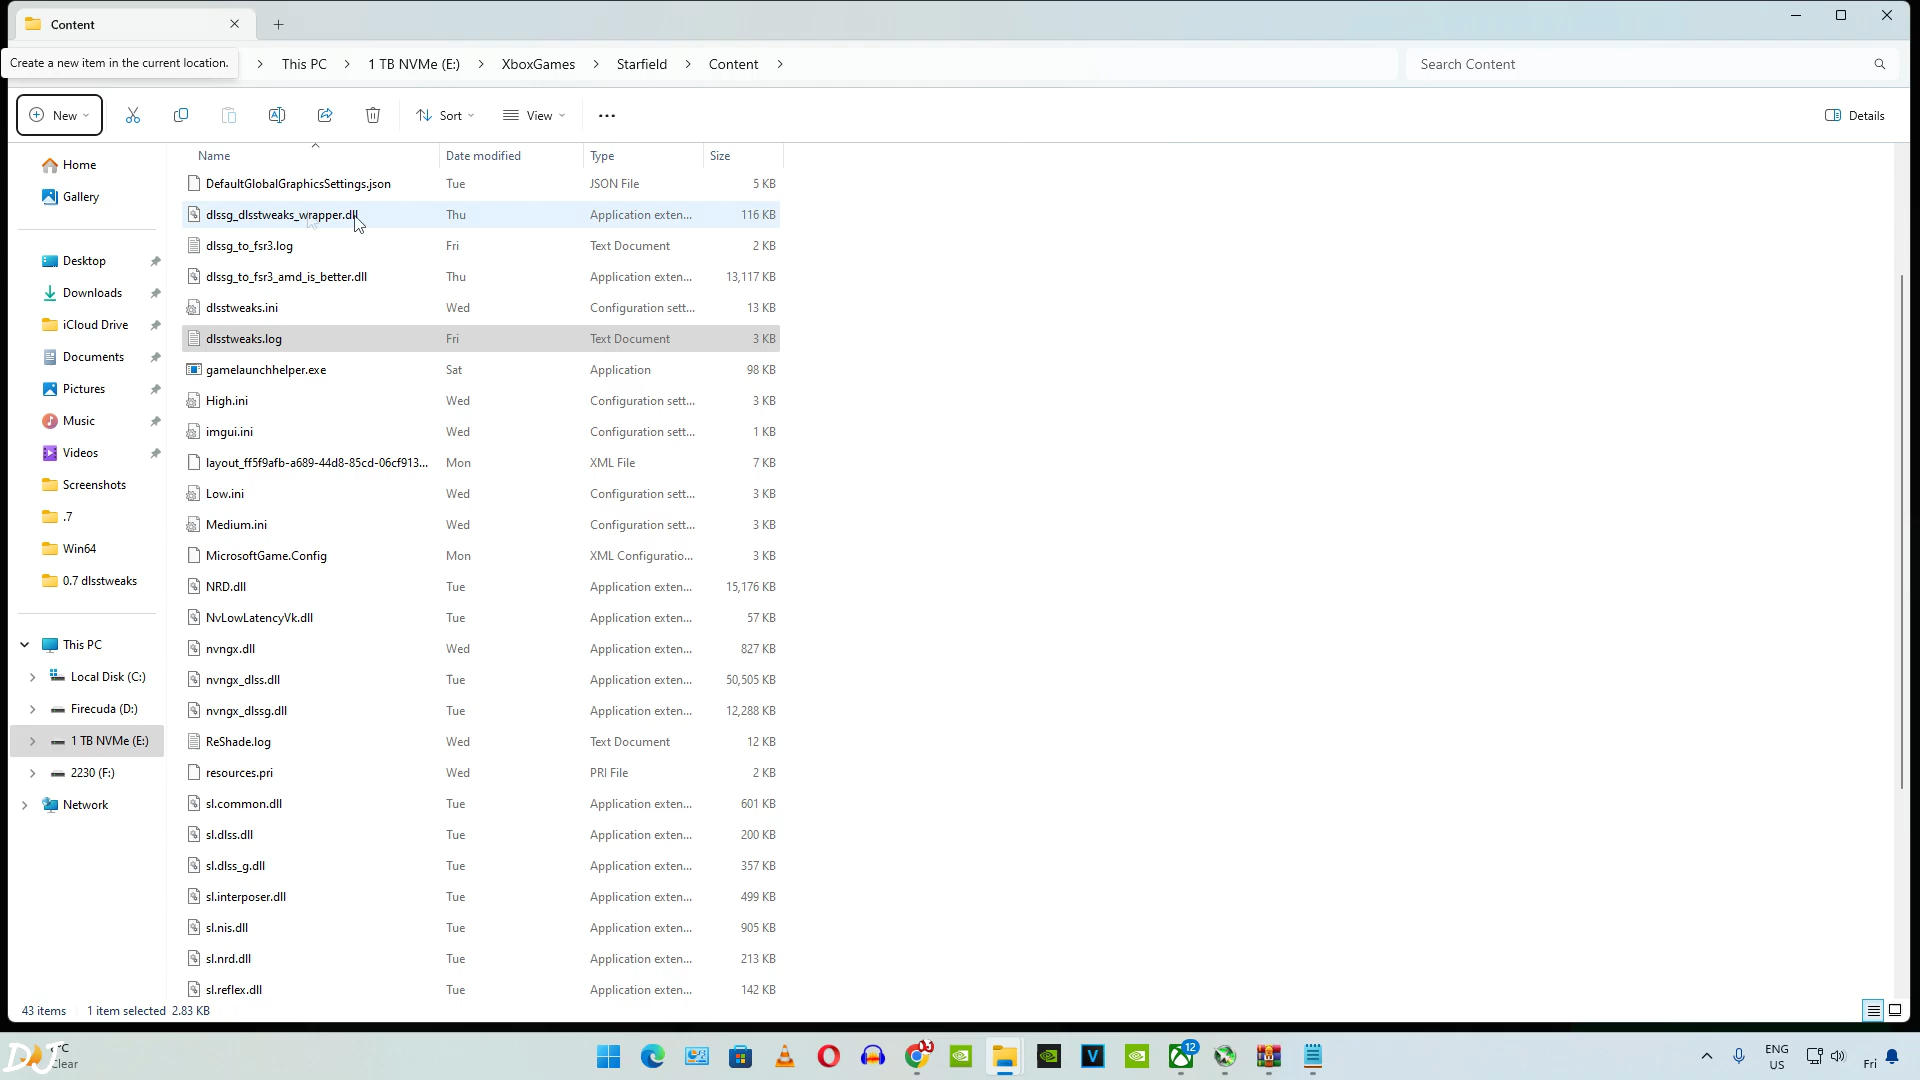 Content
Create a new item in the current location.
This PC
1 TB NVMe (E:)
XboxGames
Starfield
Content
Search Content
New
Sort
View
Details
Name Date modified Type Size
DefaultGlobalGraphicsSettings.json Tue JSON File 5 KB
dlssg_dlsstweaks_wrapper.dll Thu Application exten... 116 KB
dlssg_to_fsr3.log Fri Text Document 2 KB
dlssg_to_fsr3_amd_is_better.dll Thu Application exten... 13,117 KB
dlsstweaks.ini Wed Configuration sett... 13 KB
dlsstweaks.log Fri Text Document 3 KB
gamelaunchhelper.exe Sat Application 98 KB
High.ini Wed Configuration sett... 3 KB
imgui.ini Wed Configuration sett... 1 KB
layout_ff5f9afb-a689-44d8-85cd-06cf913... Mon XML File 7 KB
Low.ini Wed Configuration sett... 3 KB
Medium.ini Wed Configuration sett... 3 KB
MicrosoftGame.Config Mon XML Configuratio... 3 KB
NRD.dll Tue Application exten... 15,176 KB
NvLowLatencyVk.dll Tue Application exten... 57 KB
nvngx.dll Wed Application exten... 827 KB
nvngx_dlss.dll Tue Application exten... 50,505 KB
nvngx_dlssg.dll Tue Application exten... 12,288 KB
ReShade.log Wed Text Document 12 KB
resources.pri Wed PRI File 2 KB
sl.common.dll Tue Application exten... 601 KB
sl.dlss.dll Tue Application exten... 200 KB
sl.dlss_g.dll Tue Application exten... 357 KB
sl.interposer.dll Tue Application exten... 499 KB
sl.nis.dll Tue Application exten... 905 KB
sl.nrd.dll Tue Application exten... 213 KB
sl.reflex.dll Tue Application exten... 142 KB
Home
Gallery
Desktop
Downloads
iCloud Drive
Documents
Pictures
Music
Videos
Screenshots
.7
Win64
0.7 dlsstweaks
This PC
Local Disk (C:)
Firecuda (D:)
1 TB NVMe (E:)
2230 (F:)
Network
43 items 1 item selected 2.83 KB
DJ
°C
Clear
12
ENG
US
Fri